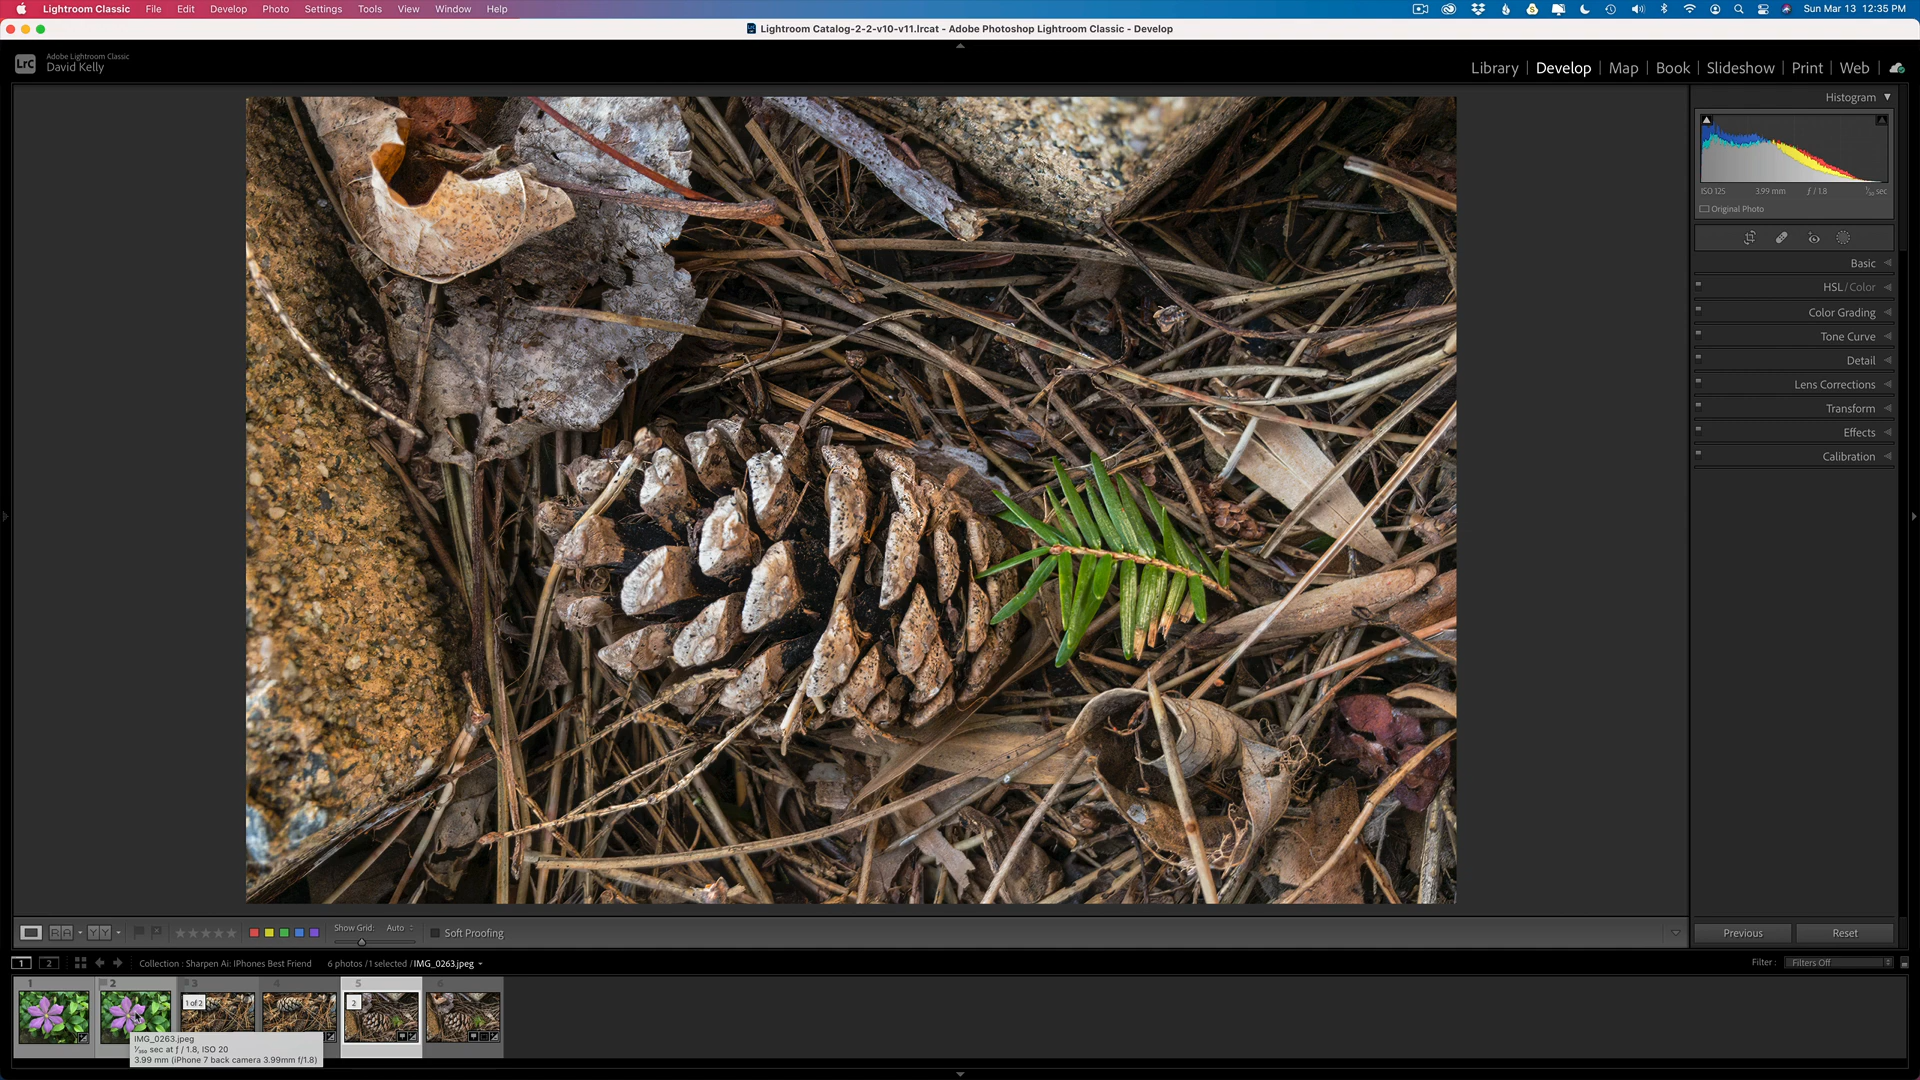 Lightroom Classic File Edit Develop Photo Settings Tools View Window Help Sun Mar 13 12:35 PM
Lightroom Catalog-2-2-v10-v11.lrcat - Adobe Photoshop Lightroom Classic - Develop
LrC
Adobe Lightroom Classic
David Kelly
Library | Develop | Map | Book | Slideshow | Print | Web |
Histogram
ISO 125 3.99 mm ƒ / 1.8 sec
Original Photo
Basic
HSL / Color
Color Grading
Tone Curve
Detail
Lens Corrections
Transform
Effects
Calibration
RA YY Show Grid: Auto Soft Proofing
Previous Reset
1 2 Collection : Sharpen Ai: IPhones Best Friend 6 photos / 1 selected / IMG_0263.jpeg Filter : Filters Off
1 2 3 4 5 6
1 of 2 2
IMG_0263.jpeg
sec at ƒ / 1.8, ISO 20
3.99 mm (iPhone 7 back camera 3.99mm f/1.8)